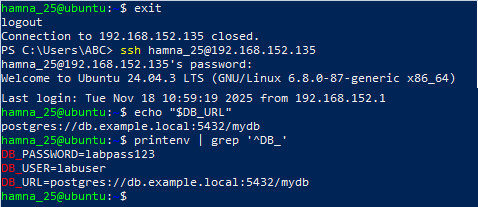 hamna_25@ubuntu: $ exit
logout
Connection to 192.168.152.135 closed.
PS C:\Users\ABC> ssh hamna_25@192.168.152.135
hamna_25@192.168.152.135's password:
Welcome to Ubuntu 24.04.3 LTS (GNU/Linux 6.8.0-87-generic x86_64)
Last login: Tue Nov 18 10:59:19 2025 from 192.168.152.1
hamna_25@ubuntu: $ echo "$DB_URL"
postgres://db.example.local:5432/mydb
hamna_25@ubuntu: $ printenv | grep '^DB_'
DB_PASSWORD=labpass123
DB_USER=labuser
DB_URL=postgres://db.example.local:5432/mydb
hamna_25@ubuntu: $